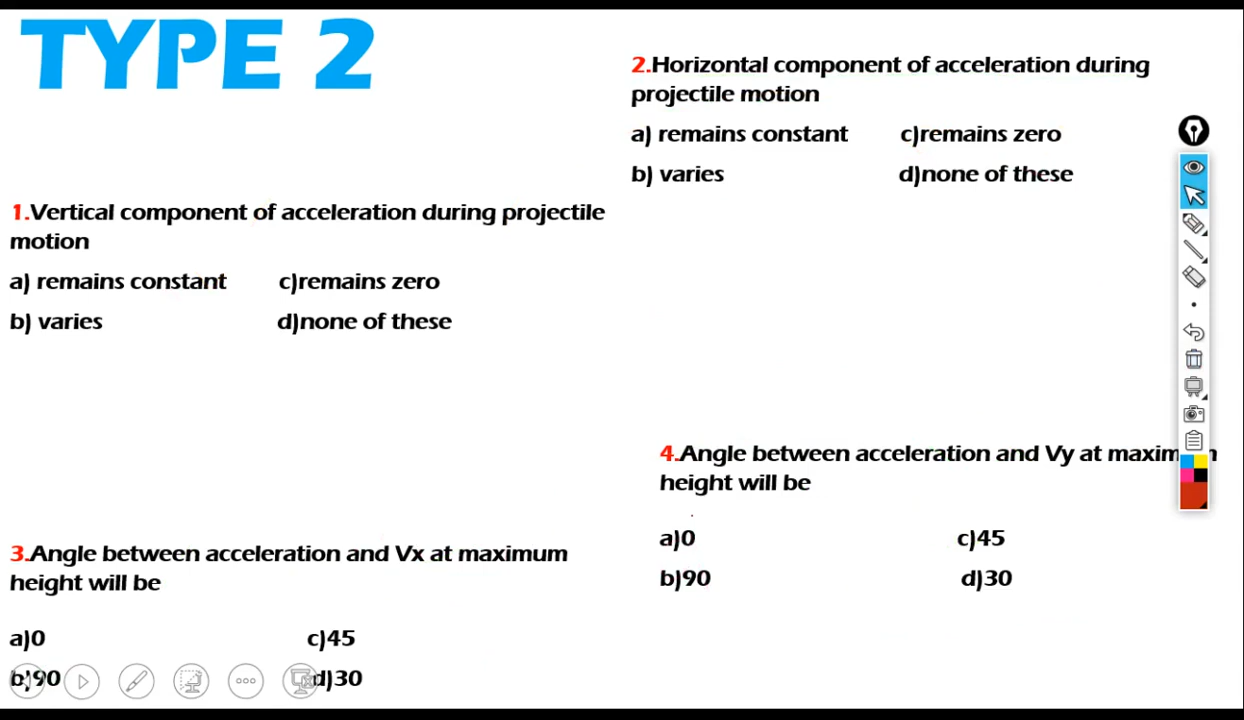 TYPE 2
1.Vertical component of acceleration during projectile
motion
a) remains constant c)remains zero
b) varies d)none of these
2.Horizontal component of acceleration during
projectile motion
a) remains constant c)remains zero
b) varies d)none of these
3.Angle between acceleration and Vx at maximum
height will be
a)0 c)45
b)90 d)30
4.Angle between acceleration and Vy at maximum
height will be
a)0 c)45
b)90 d)30